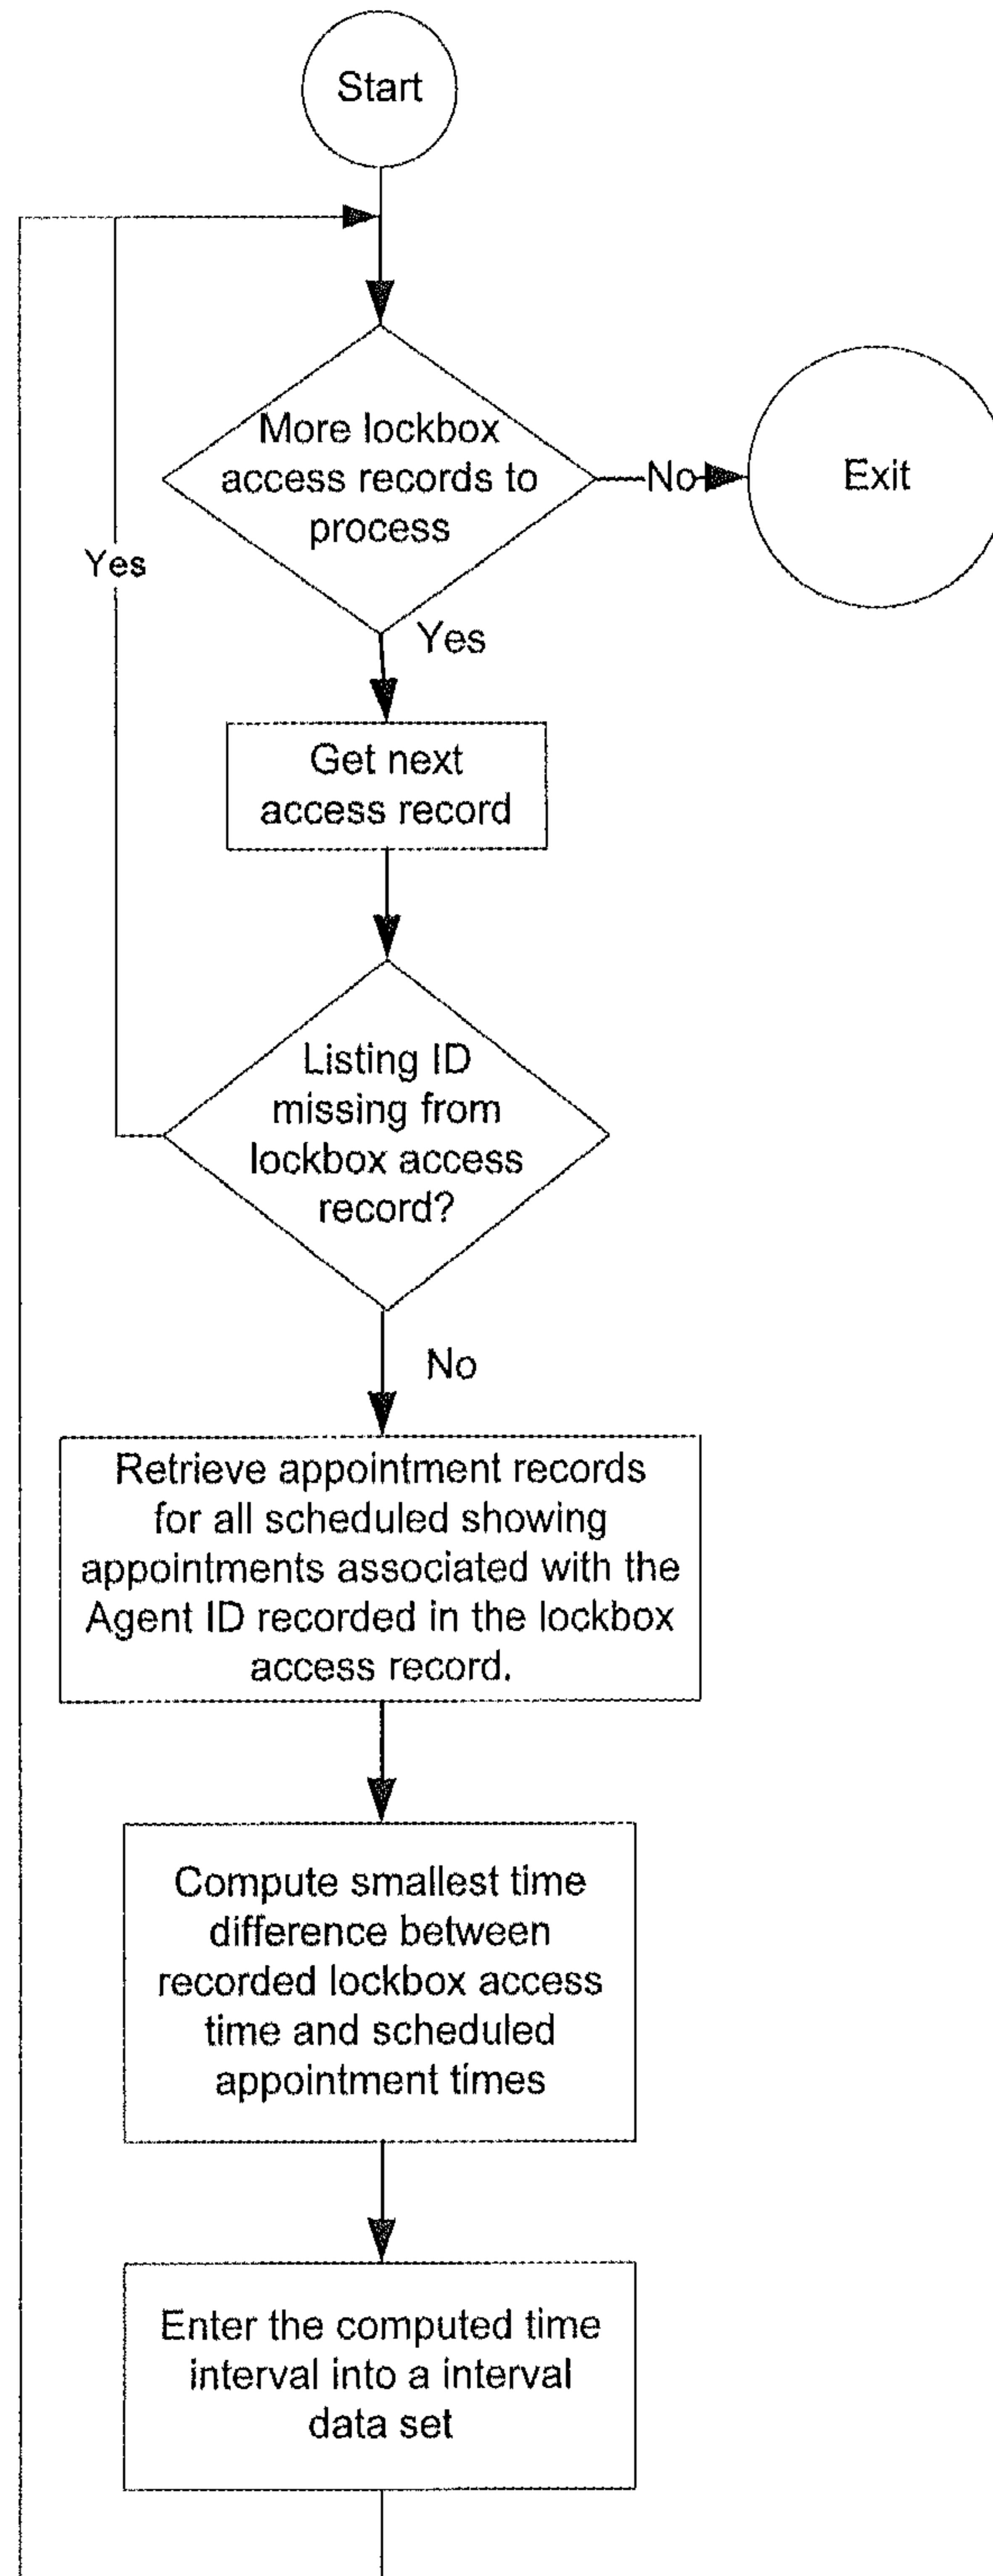 Start
More lockbox
access records to
process
No
Exit
Yes
Yes
Get next
access record
Listing ID
missing from
lockbox access
record?
No
Retrieve appointment records
for all scheduled showing
appointments associated with the
Agent ID recorded in the lockbox
access record.
Compute smallest time
difference between
recorded lockbox access
time and scheduled
appointment times
Enter the computed time
interval into a interval
data set